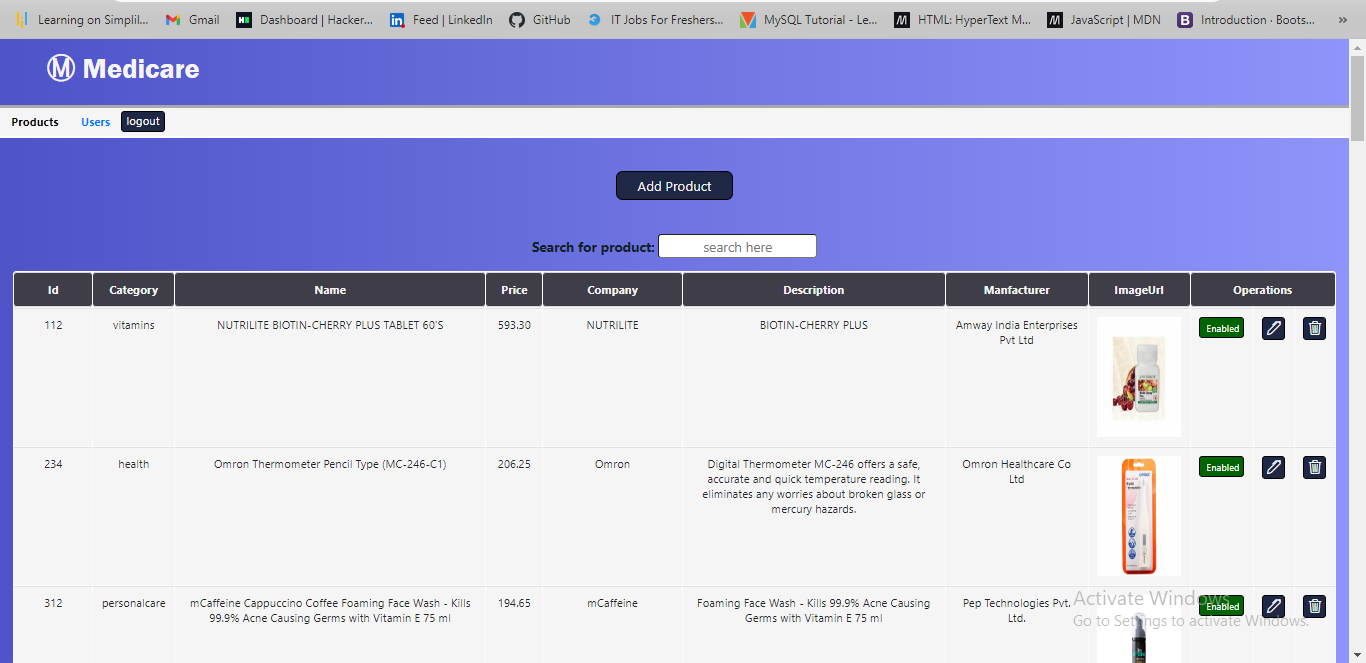 Learning on Simplil... Gmail Dashboard | Hacker... Feed | LinkedIn GitHub IT Jobs For Freshers... MySQL Tutorial - Le... HTML: HyperText M... JavaScript | MDN Introduction · Boots... »
Medicare
Products Users logout
Add Product
Search for product: search here
Id Category Name Price Company Description Manfacturer ImageUrl Operations
112 vitamins NUTRILITE BIOTIN-CHERRY PLUS TABLET 60'S 593.30 NUTRILITE BIOTIN-CHERRY PLUS Amway India Enterprises Enabled
Pvt Ltd
234 health Omron Thermometer Pencil Type (MC-246-C1) 206.25 Omron Digital Thermometer MC-246 offers a safe, Omron Healthcare Co Enabled
accurate and quick temperature reading. It Ltd
eliminates any worries about broken glass or
mercury hazards.
312 personalcare mCaffeine Cappuccino Coffee Foaming Face Wash - Kills 194.65 mCaffeine Foaming Face Wash - Kills 99.9% Acne Causing Pep Technologies Pvt. Enabled
99.9% Acne Causing Germs with Vitamin E 75 ml Germs with Vitamin E 75 ml Ltd.
Activate Windows
Go to Settings to activate Windows.